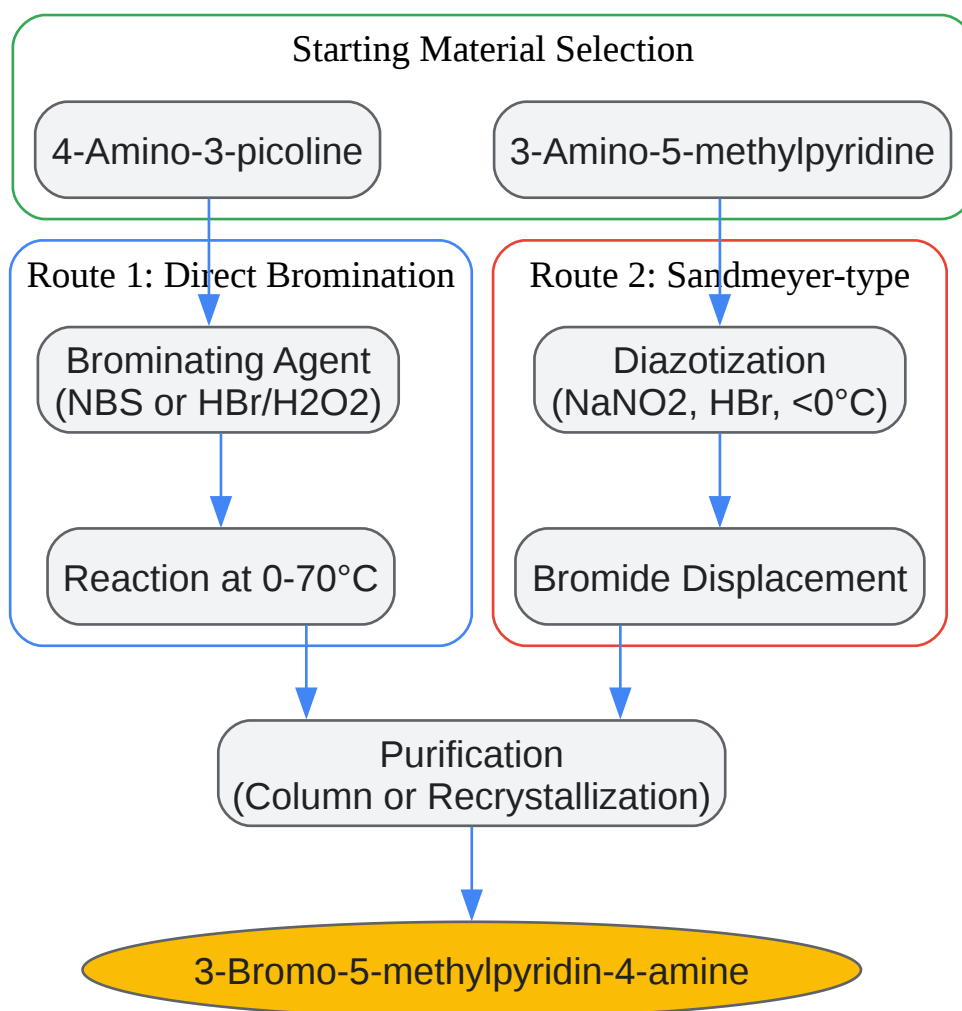 Starting Material Selection
4-Amino-3-picoline
3-Amino-5-methylpyridine
Route 1: Direct Bromination
Route 2: Sandmeyer-type
Brominating Agent
(NBS or HBr/H2O2)
Diazotization
(NaNO2, HBr, <0°C)
Reaction at 0-70°C
Bromide Displacement
Purification
(Column or Recrystallization)
3-Bromo-5-methylpyridin-4-amine